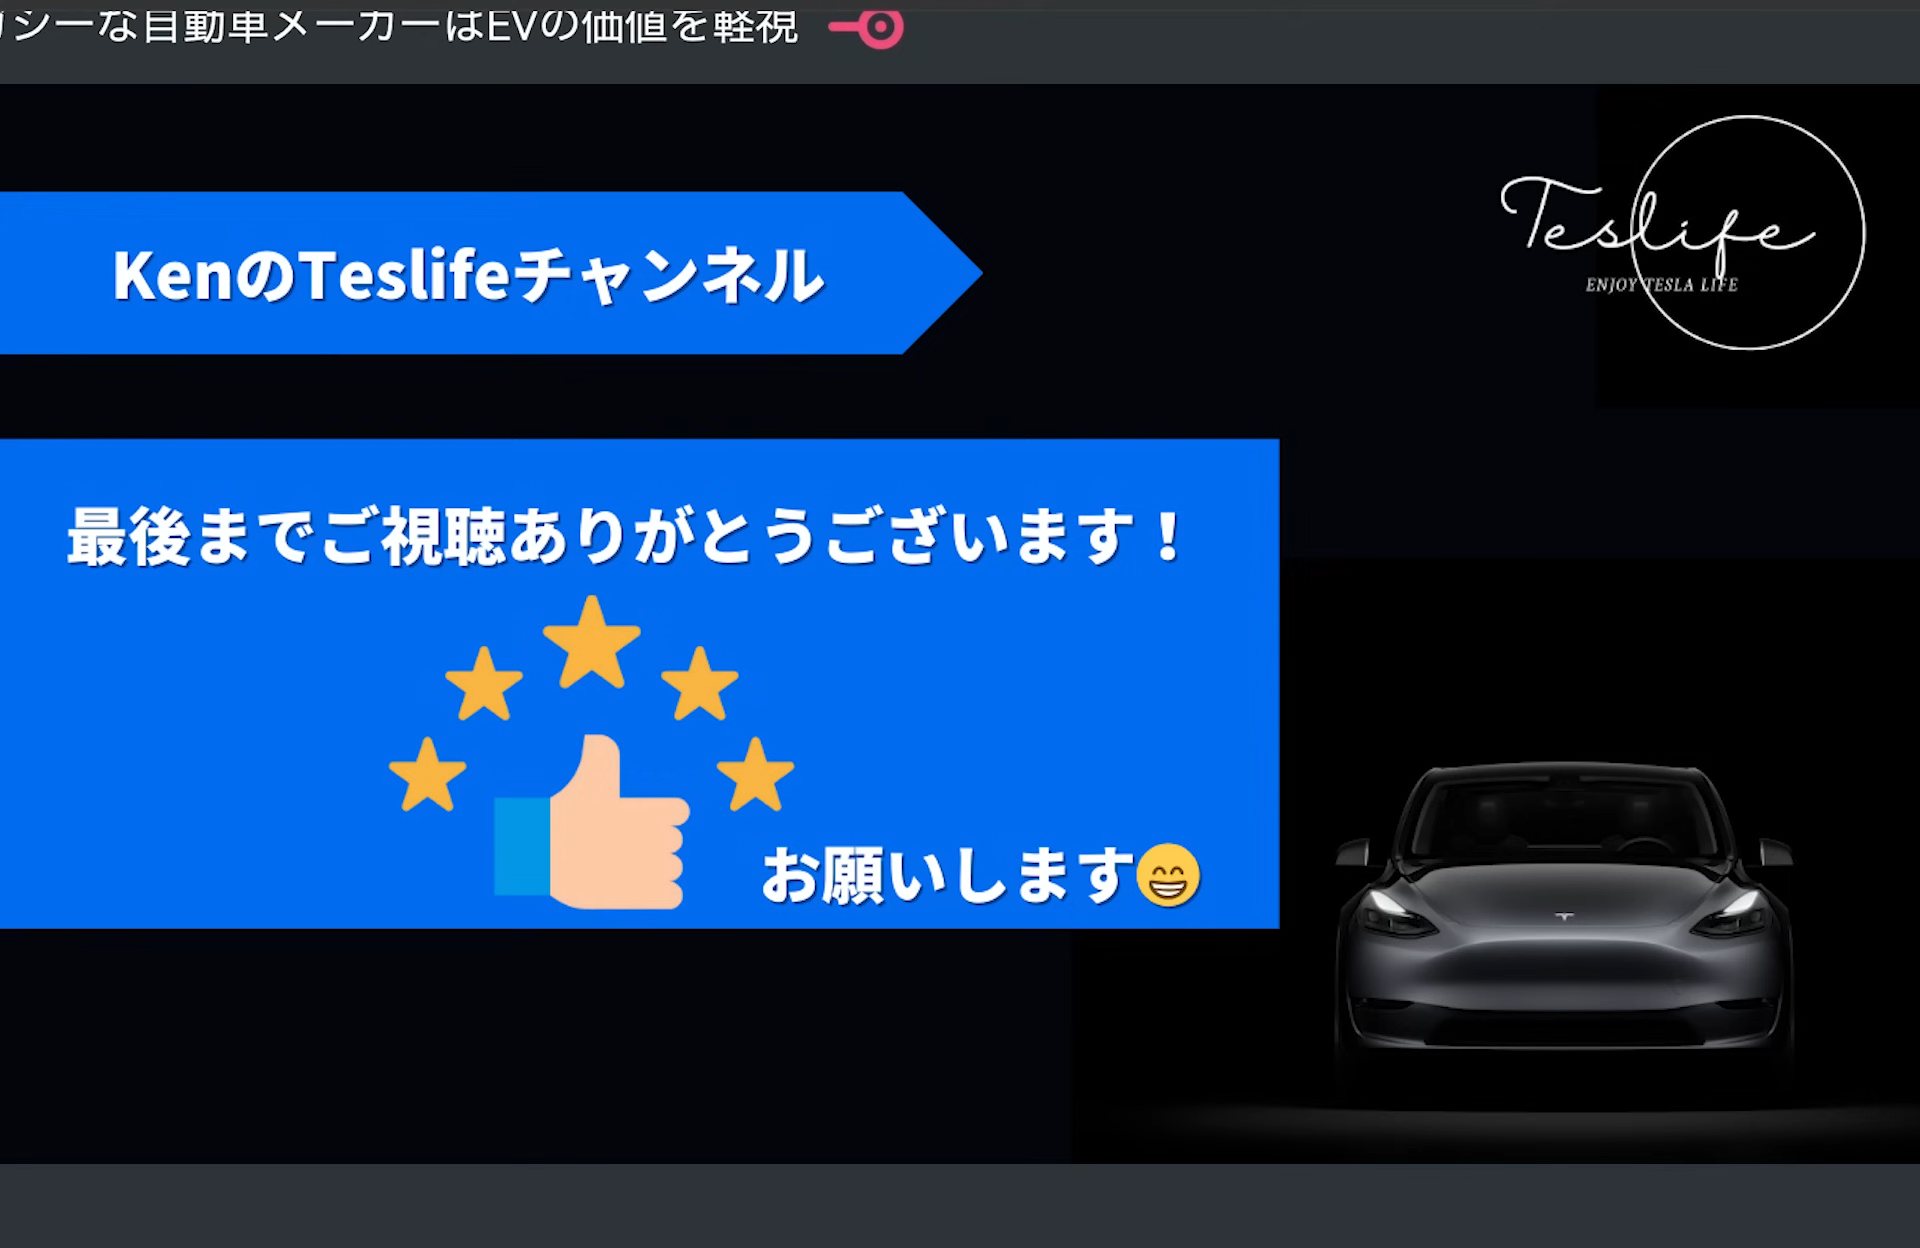 シーな自動車メーカーはEVの価値を軽視
Teslife
ENJOY TESLA LIFE
KenのTeslifeチャンネル
最後までご視聴ありがとうございます！
お願いします😁